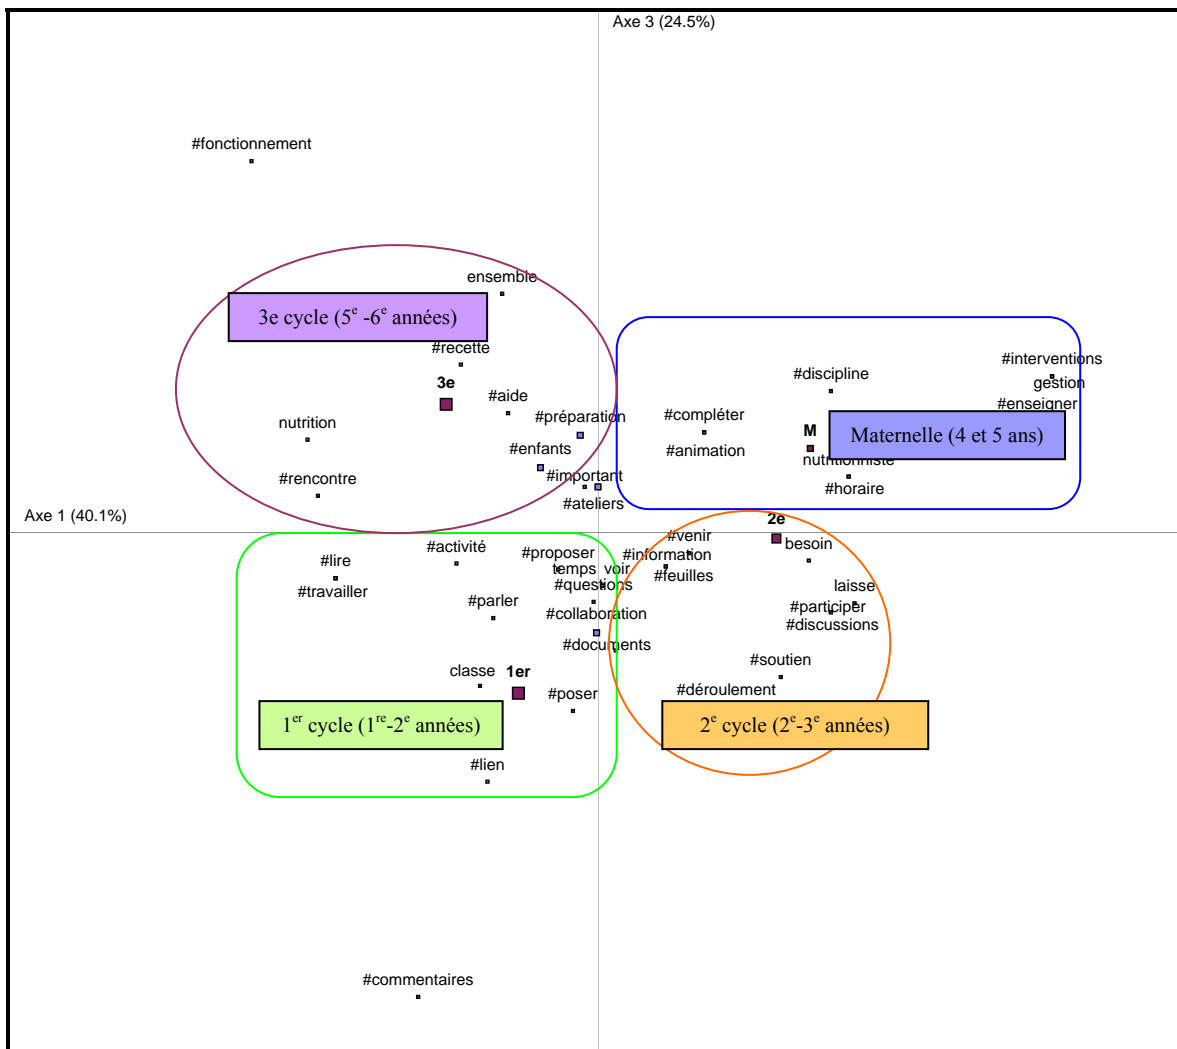 Axe 3 (24.5%)
#fonctionnement
ensemble
3e cycle (5e -6e années)
#recette
#interventions
#discipline
gestion
3e
#aide
#enseigner
#préparation
#compléter
nutrition
M
Maternelle (4 et 5 ans)
#enfants
#animation
nutritionniste
#rencontre
#important
#horaire
#ateliers
Axe 1 (40.1%)
2e
#venir
besoin
#activité
#proposer
#information
#lire
temps voir
#feuilles
#travailler
#questions
laisse
#parler
#collaboration
#participer
#discussions
#documents
#soutien
classe
1er
#poser
#déroulement
1er cycle (1re-2e années)
2e cycle (2e-3e années)
#lien
#commentaires